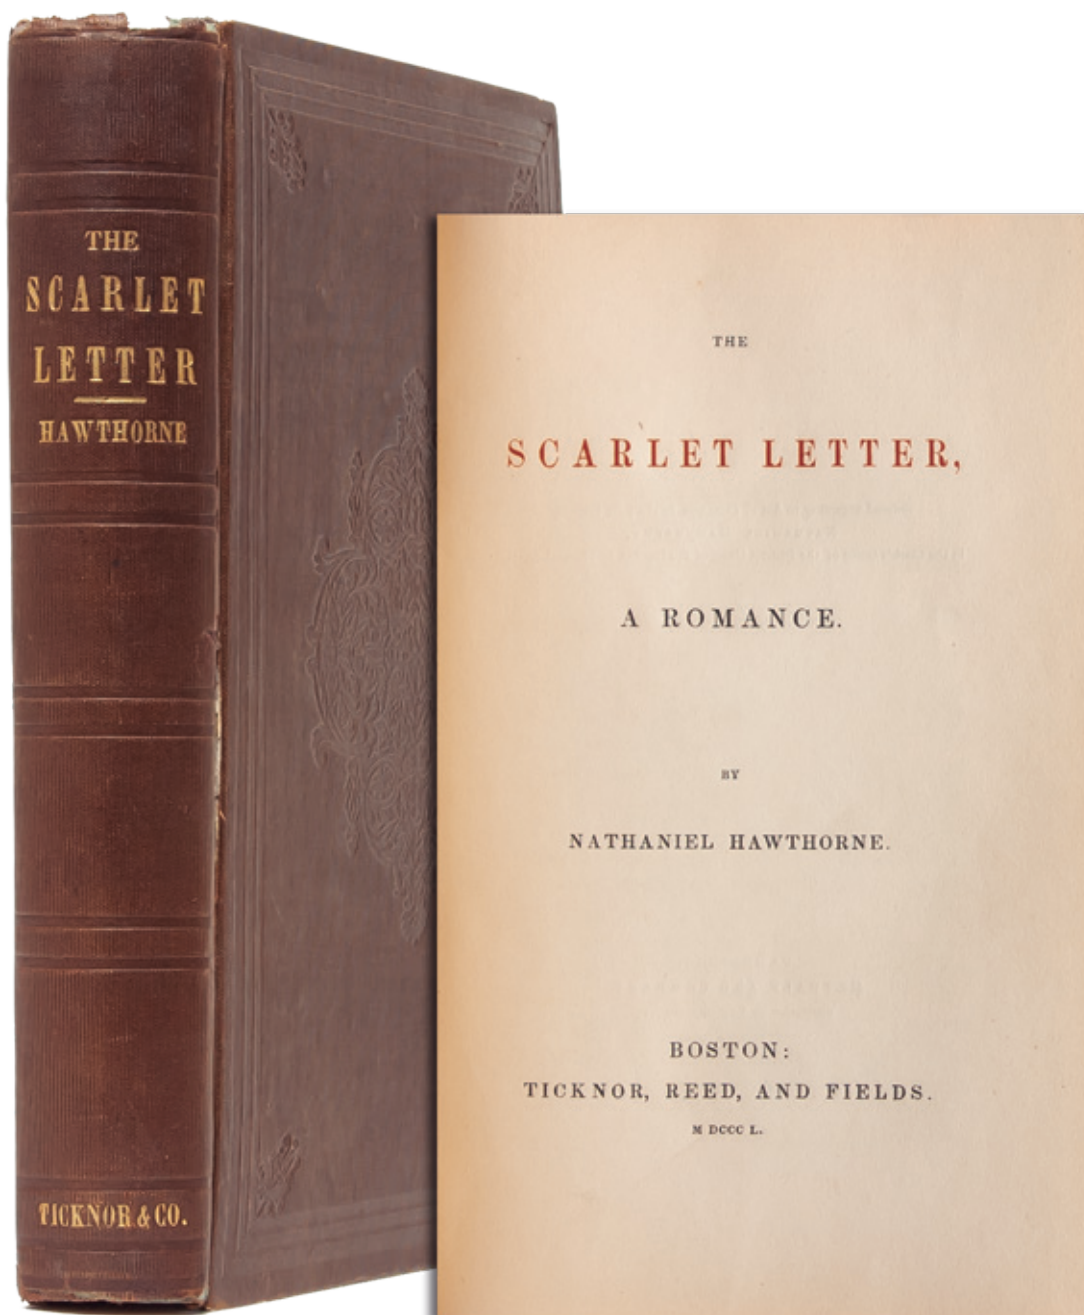 THE
SCARLET
LETTER
HAWTHORNE
TICKNOR & CO.
THE
SCARLET LETTER,
A ROMANCE.
BY
NATHANIEL HAWTHORNE.
BOSTON:
TICKNOR, REED, AND FIELDS.
M DCCC L.